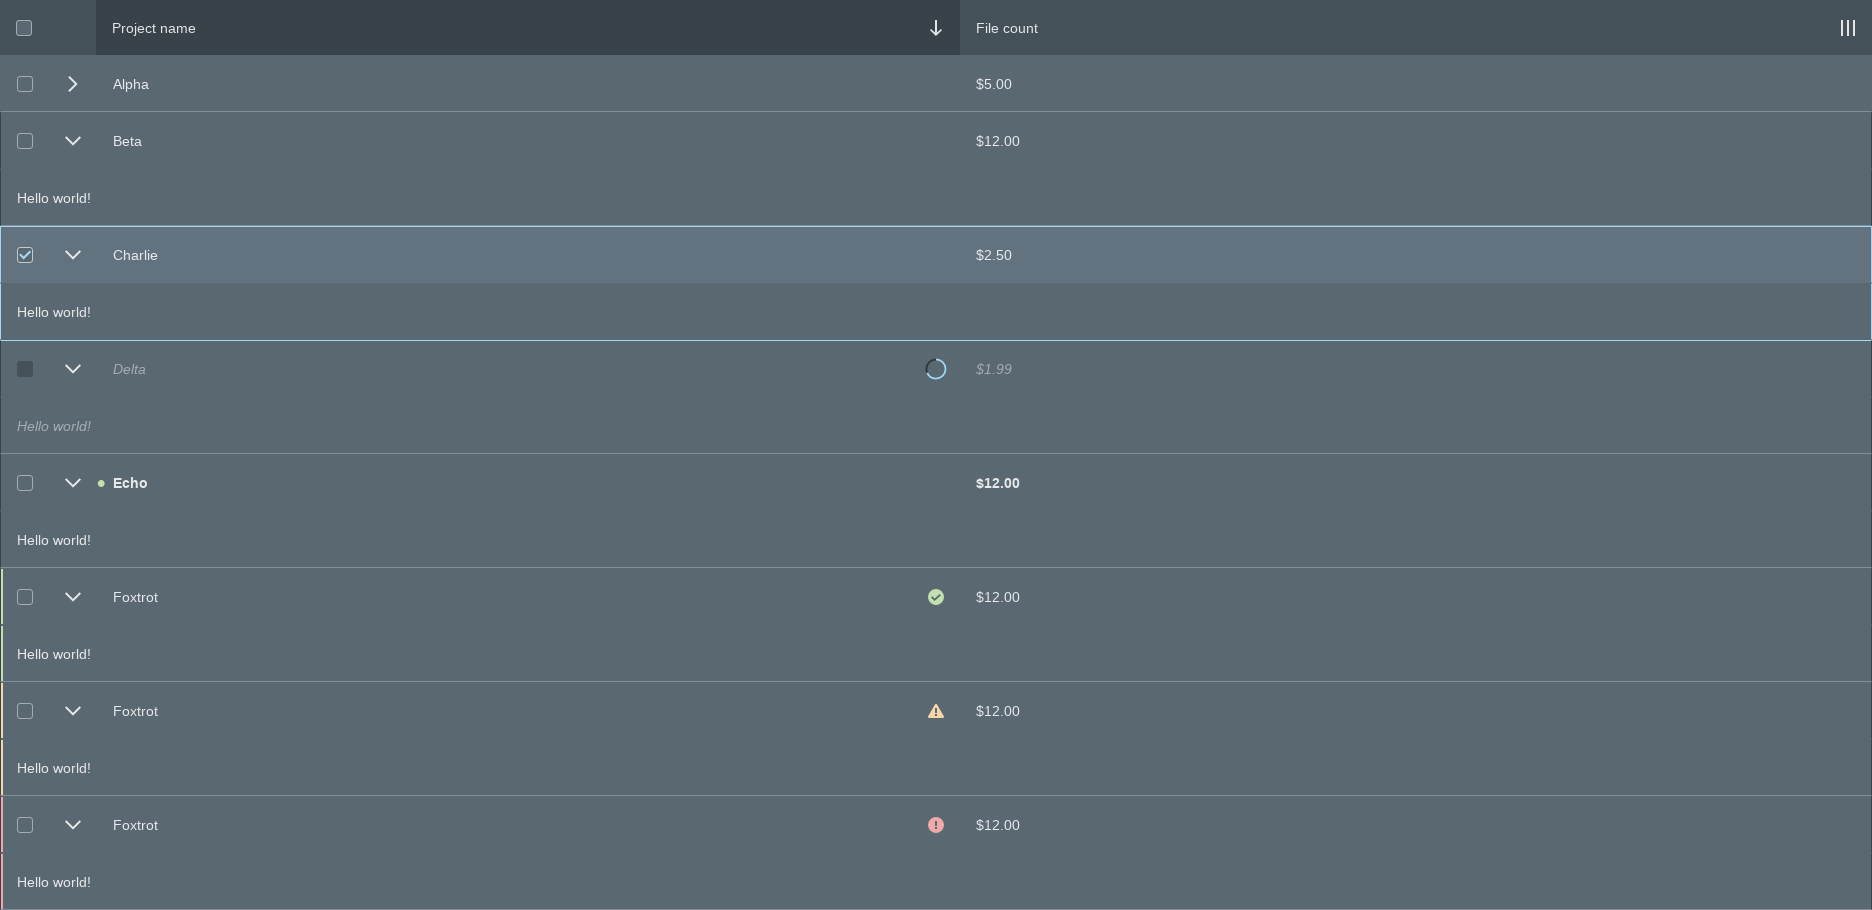 Project name File count
Alpha $5.00
Beta $12.00
Hello world!
Charlie $2.50
Hello world!
Delta $1.99
Hello world!
Echo $12.00
Hello world!
Foxtrot $12.00
Hello world!
Foxtrot $12.00
Hello world!
Foxtrot $12.00
Hello world!